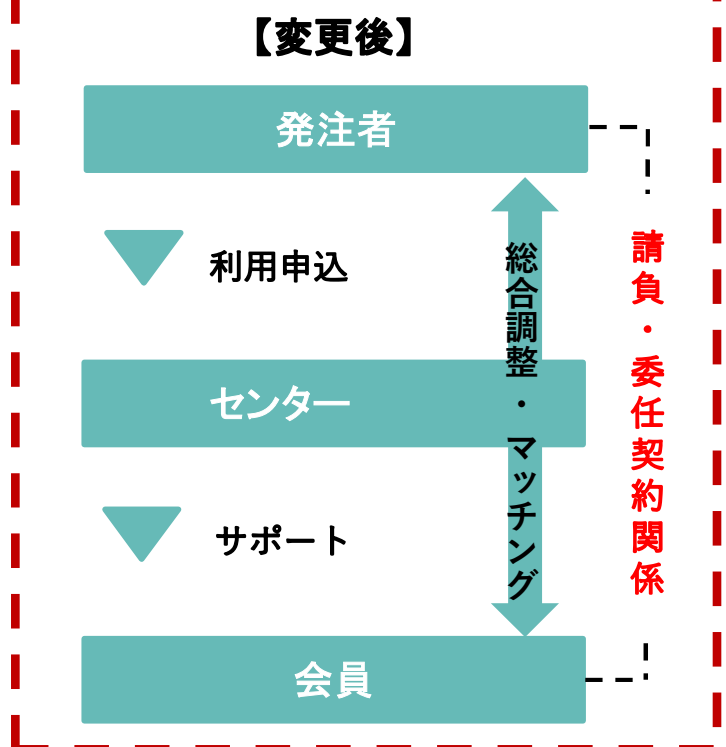 【変更後】
発注者
利用申込
総合調整・マッチング
請負・委任契約関係
センター
サポート
会員